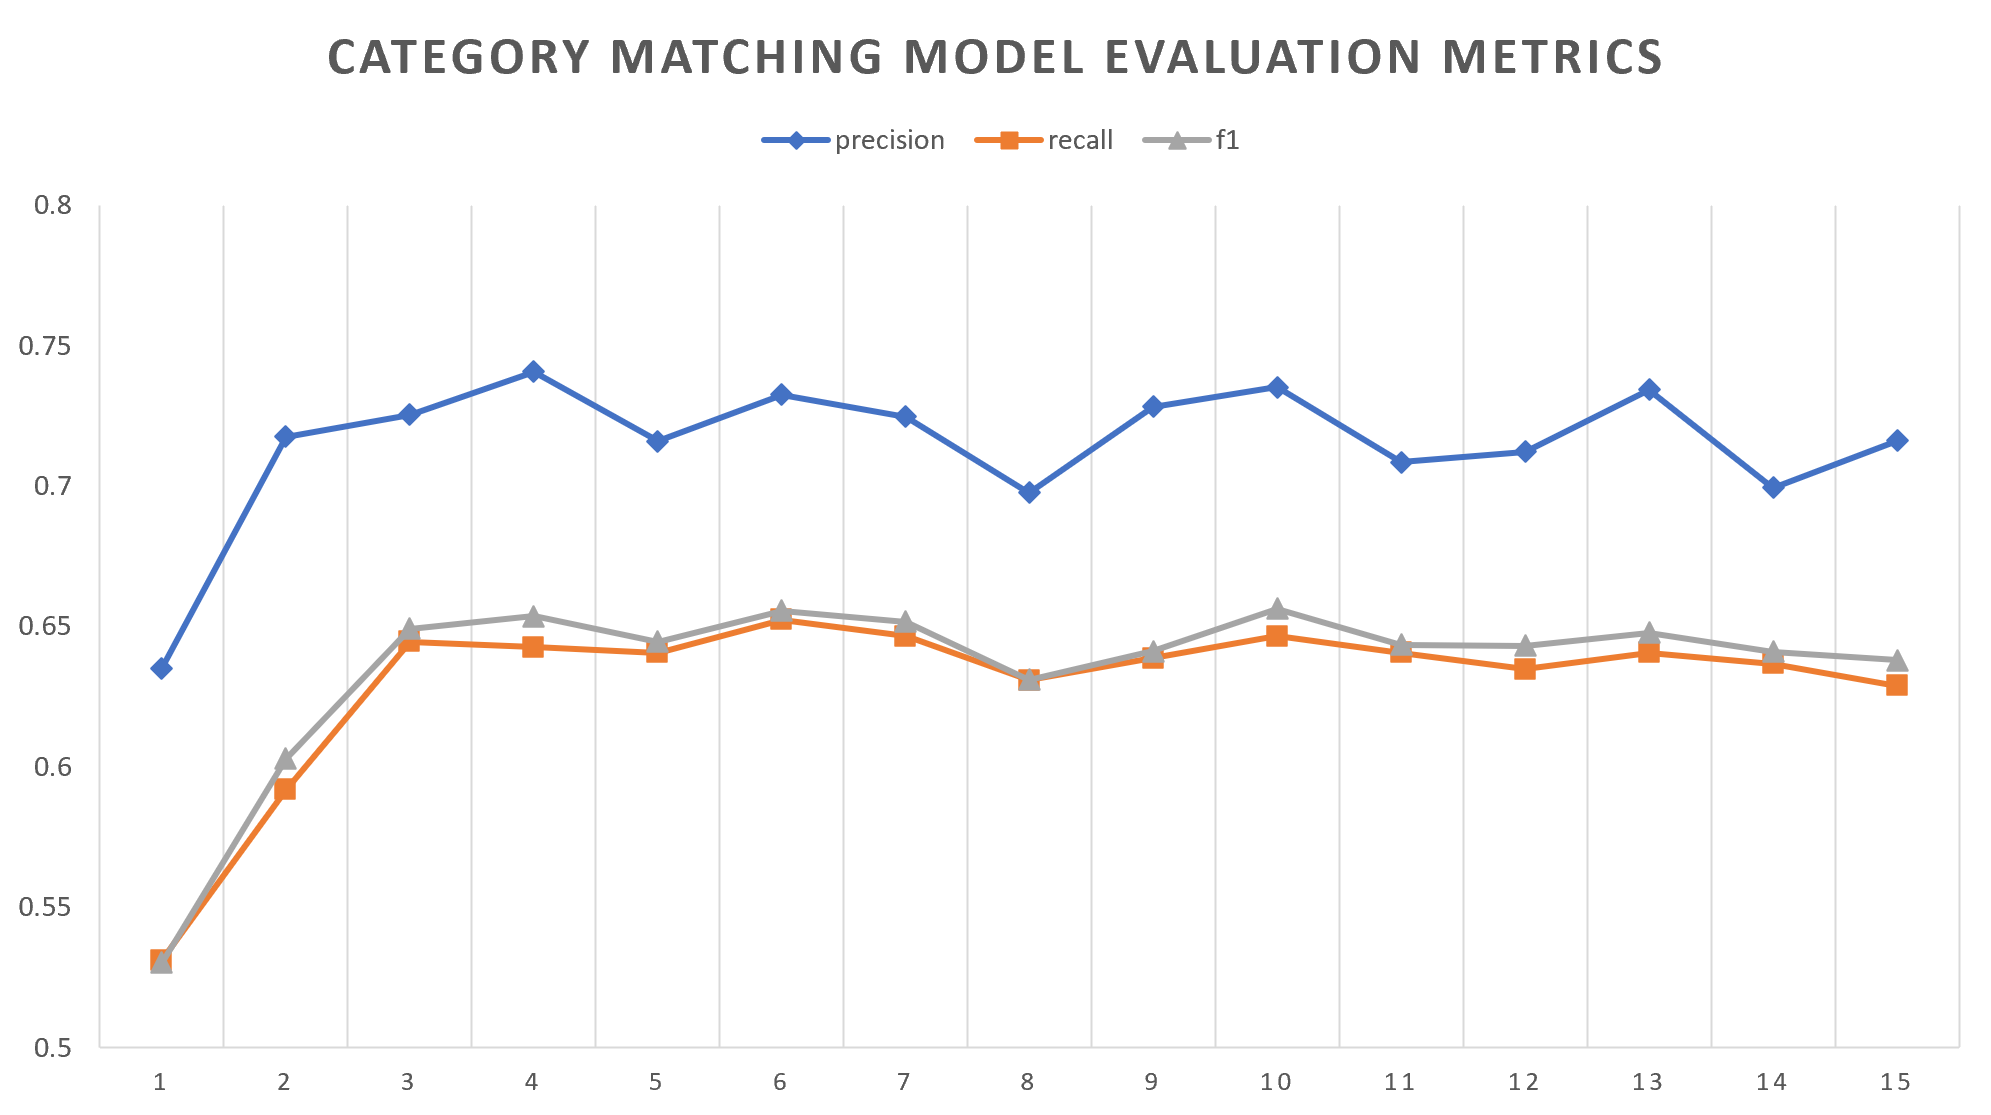 CATEGORY MATCHING MODEL EVALUATION METRICS
precision recall f1
0.8
0.75
0.7
0.65
0.6
0.55
0.5
1 2 3 4 5 6 7 8 9 10 11 12 13 14 15